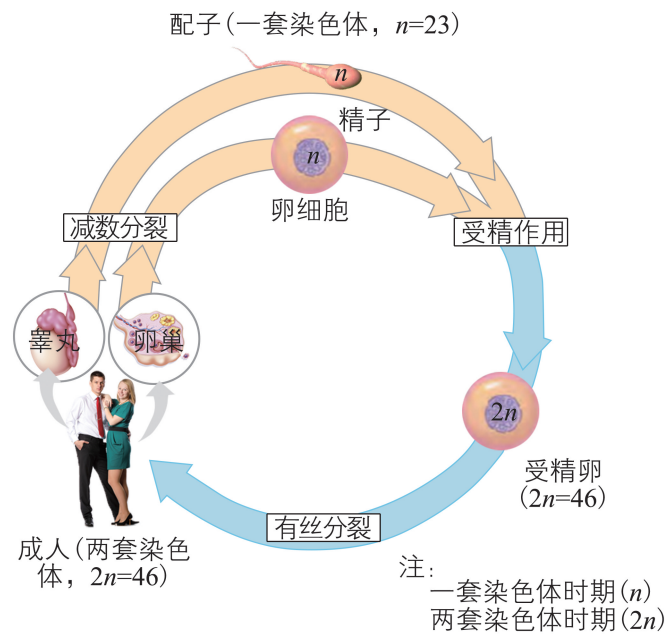 配子(一套染色体，n=23)
n
精子
n
卵细胞
减数分裂
受精作用
睾丸
卵巢
2n
受精卵
(2n=46)
有丝分裂
成人(两套染色
体，2n=46)
注：
一套染色体时期(n)
两套染色体时期(2n)